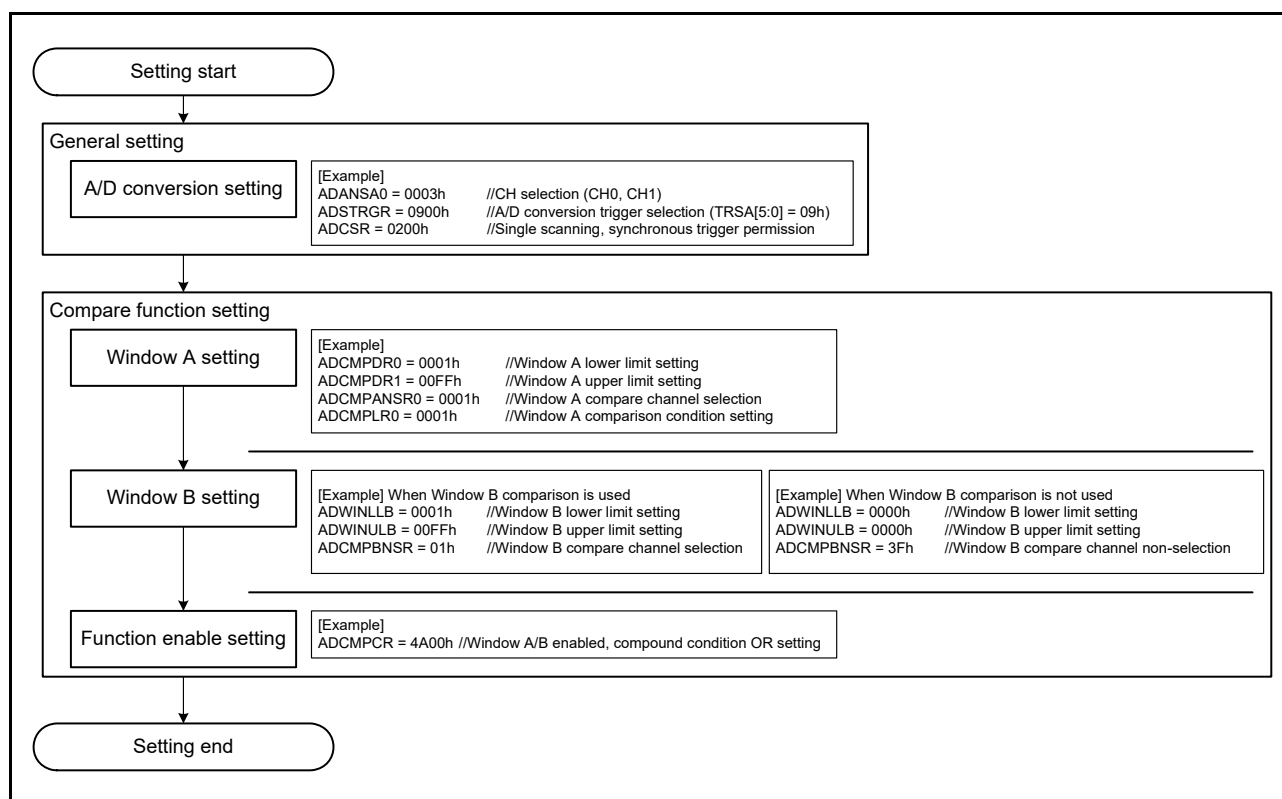 Setting start
General setting
A/D conversion setting
[Example]
ADANSA0 = 0003h //CH selection (CH0, CH1)
ADSTRGR = 0900h //A/D conversion trigger selection (TRSA[5:0] = 09h)
ADCSR = 0200h //Single scanning, synchronous trigger permission
Compare function setting
Window A setting
[Example]
ADCMPDR0 = 0001h //Window A lower limit setting
ADCMPDR1 = 00FFh //Window A upper limit setting
ADCMPANSR0 = 0001h //Window A compare channel selection
ADCMPLR0 = 0001h //Window A comparison condition setting
Window B setting
[Example] When Window B comparison is used
ADWINLLB = 0001h //Window B lower limit setting
ADWINULB = 00FFh //Window B upper limit setting
ADCMPBNSR = 01h //Window B compare channel selection
[Example] When Window B comparison is not used
ADWINLLB = 0000h //Window B lower limit setting
ADWINULB = 0000h //Window B upper limit setting
ADCMPBNSR = 3Fh //Window B compare channel non-selection
Function enable setting
[Example]
ADCMPCR = 4A00h //Window A/B enabled, compound condition OR setting
Setting end